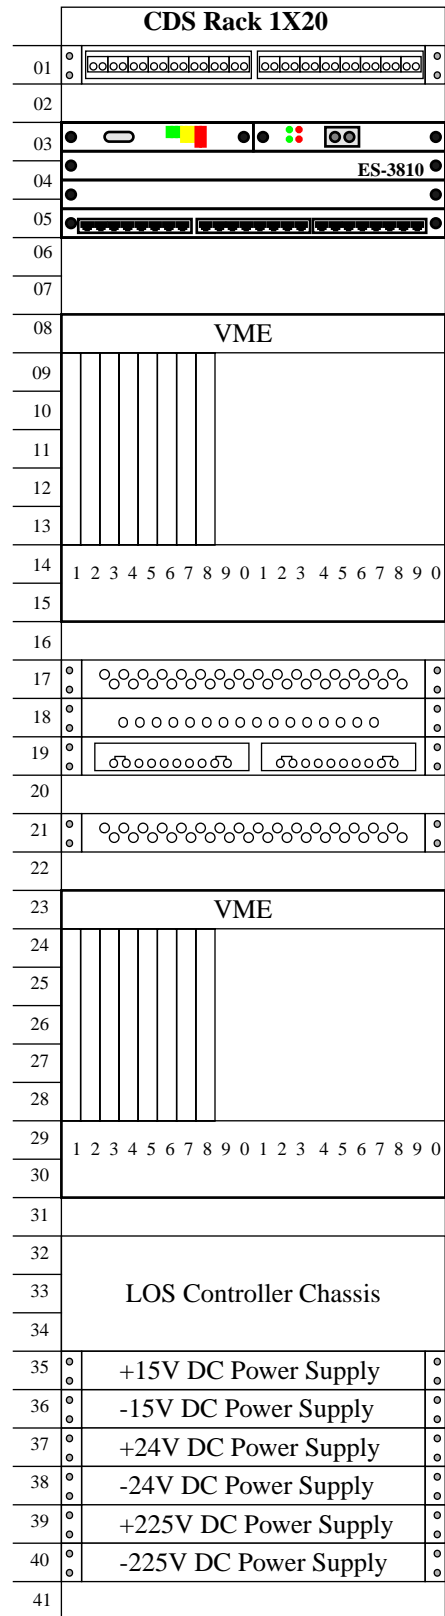 CDS Rack 1X20
01
02
03
04 ES-3810
05
06
07
08 VME
09
10
11
12
13
14
1 2 3 4 5 6 7 8 9 0 1 2 3 4 5 6 7 8 9 0
15
16
17
18
19
20
21
22
23 VME
24
25
26
27
28
29
1 2 3 4 5 6 7 8 9 0 1 2 3 4 5 6 7 8 9 0
30
31
32
33 LOS Controller Chassis
34
35 +15V DC Power Supply
36 -15V DC Power Supply
37 +24V DC Power Supply
38 -24V DC Power Supply
39 +225V DC Power Supply
40 -225V DC Power Supply
41